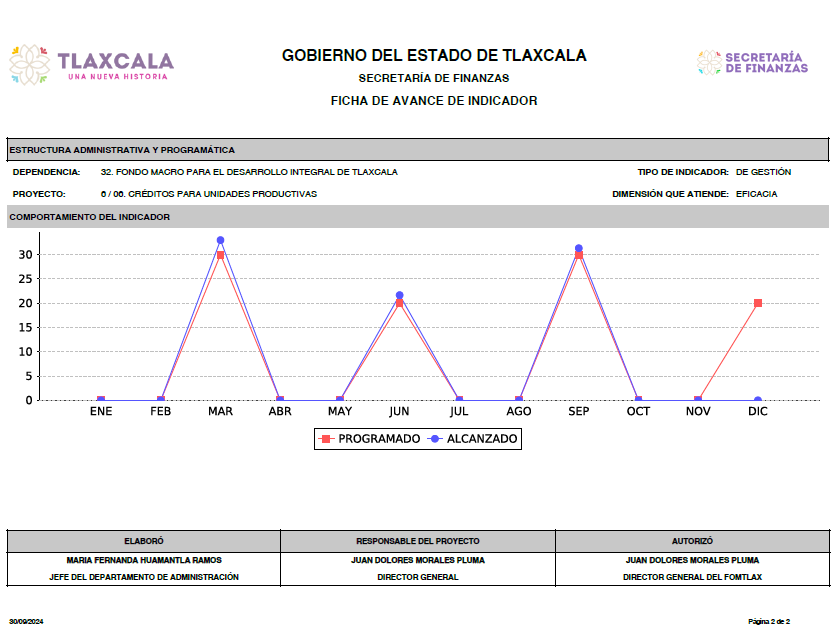 TLAXCALA
UNA NUEVA HISTORIA
GOBIERNO DEL ESTADO DE TLAXCALA
SECRETARÍA DE FINANZAS
FICHA DE AVANCE DE INDICADOR
SECRETARÍA
DE FINANZAS
ESTRUCTURA ADMINISTRATIVA Y PROGRAMÁTICA
DEPENDENCIA: 32. FONDO MACRO PARA EL DESARROLLO INTEGRAL DE TLAXCALA TIPO DE INDICADOR: DE GESTIÓN
PROYECTO: 6 / 06. CRÉDITOS PARA UNIDADES PRODUCTIVAS DIMENSIÓN QUE ATIENDE: EFICACIA
COMPORTAMIENTO DEL INDICADOR
30
25
20
15
10
5
0
ENE FEB MAR ABR MAY JUN JUL AGO SEP OCT NOV DIC
PROGRAMADO ALCANZADO
ELABORÓ RESPONSABLE DEL PROYECTO AUTORIZÓ
MARIA FERNANDA HUAMANTLA RAMOS JUAN DOLORES MORALES PLUMA JUAN DOLORES MORALES PLUMA
JEFE DEL DEPARTAMENTO DE ADMINISTRACIÓN DIRECTOR GENERAL DIRECTOR GENERAL DEL FOMTLAX
30/09/2024 Página 2 de 2